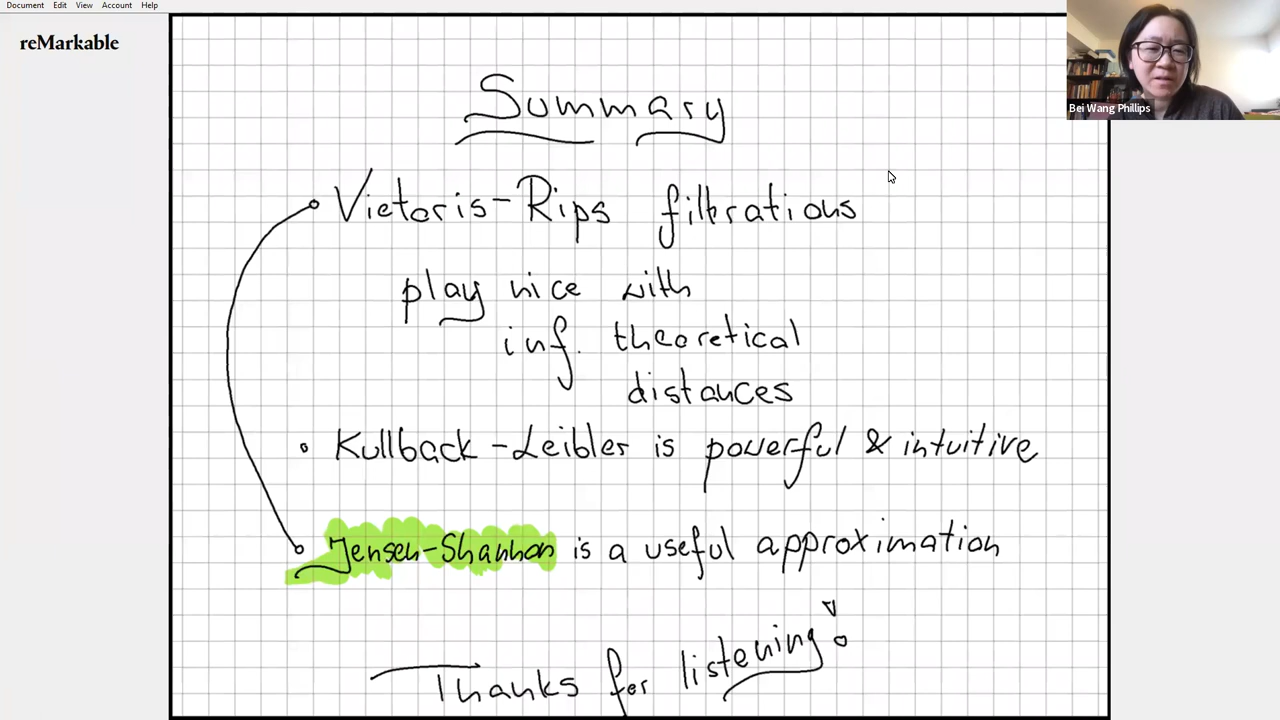 Document Edit View Account Help
reMarkable
Bei Wang Phillips
Summary
Vietoris-Rips filtrations
play nice with
inf. theoretical
distances
Kullback-Leibler is powerful & intuitive
Jensen-Shannon is a useful approximation
Thanks for listening!